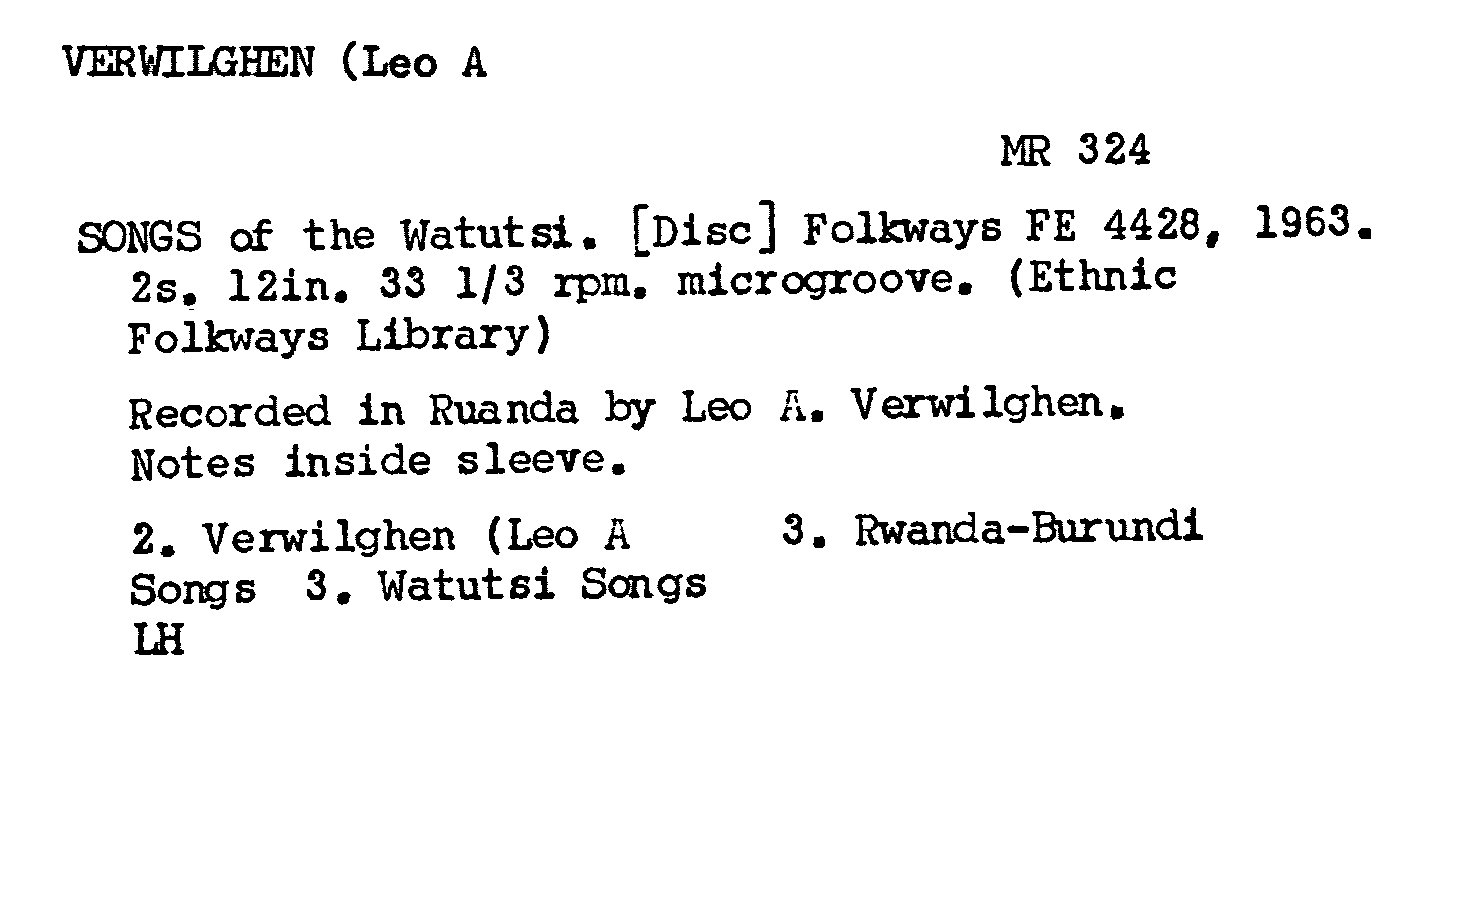 VERWILGHEN (Leo A
MR 324
SONGS of the Watutsi. [Disc] Folkways FE 4428, 1963.
2s. 12in. 33 1/3 rpm. microgroove. (Ethnic
Folkways Library)
Recorded in Ruanda by Leo A. Verwilghen.
Notes inside sleeve.
2. Verwilghen (Leo A 3. Rwanda-Burundi
Songs 3. Watutsi Songs
LH